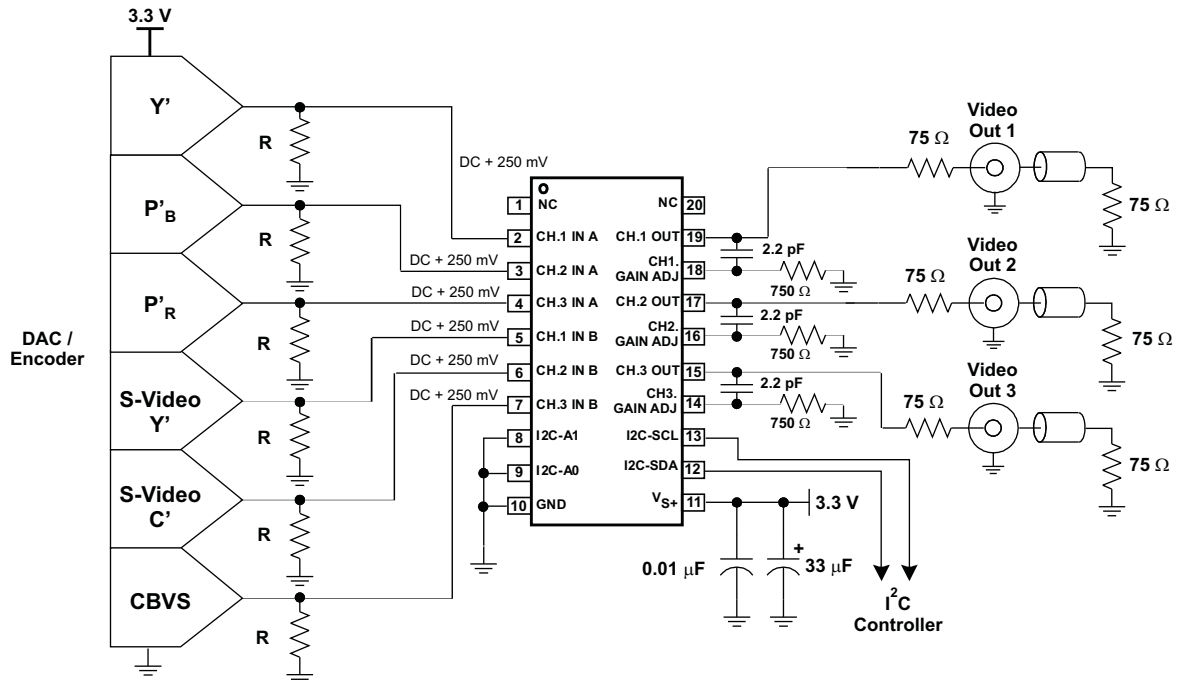 3.3 V
DAC /
Encoder
Y'
P'B
P'R
S-Video
Y'
S-Video
C'
CBVS
R
R
R
R
R
R
DC + 250 mV
DC + 250 mV
DC + 250 mV
DC + 250 mV
DC + 250 mV
DC + 250 mV
1 NC
2 CH.1 IN A
3 CH.2 IN A
4 CH.3 IN A
5 CH.1 IN B
6 CH.2 IN B
7 CH.3 IN B
8 I2C-A1
9 I2C-A0
10 GND
NC 20
CH.1 OUT 19
CH1.
GAIN ADJ 18
CH.2 OUT 17
CH2.
GAIN ADJ 16
CH.3 OUT 15
CH3.
GAIN ADJ 14
I2C-SCL 13
I2C-SDA 12
VS+ 11
2.2 pF
750 Ω
2.2 pF
750 Ω
2.2 pF
750 Ω
75 Ω
Video
Out 1
75 Ω
75 Ω
Video
Out 2
75 Ω
75 Ω
Video
Out 3
75 Ω
3.3 V
0.01 µF
+
33 µF
I2C
Controller